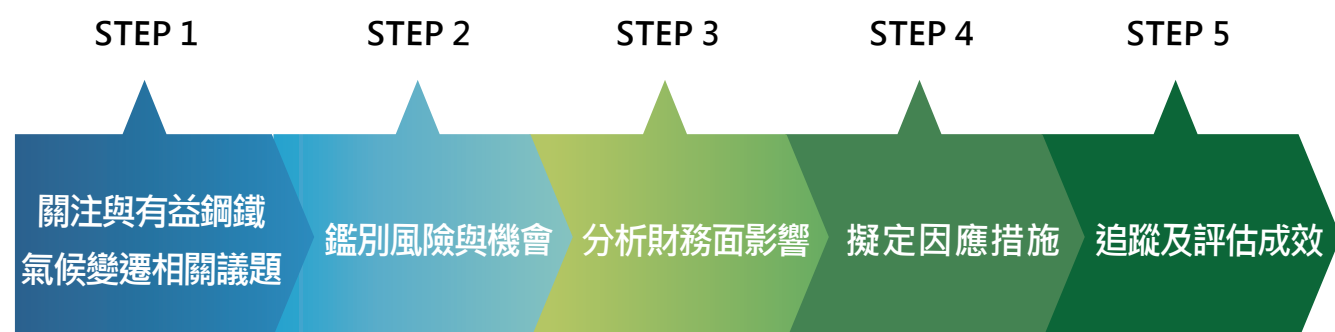 STEP 1
STEP 2
STEP 3
STEP 4
STEP 5
關注與有益鋼鐵
氣候變遷相關議題
鑑別風險與機會
分析財務面影響
擬定因應措施
追蹤及評估成效